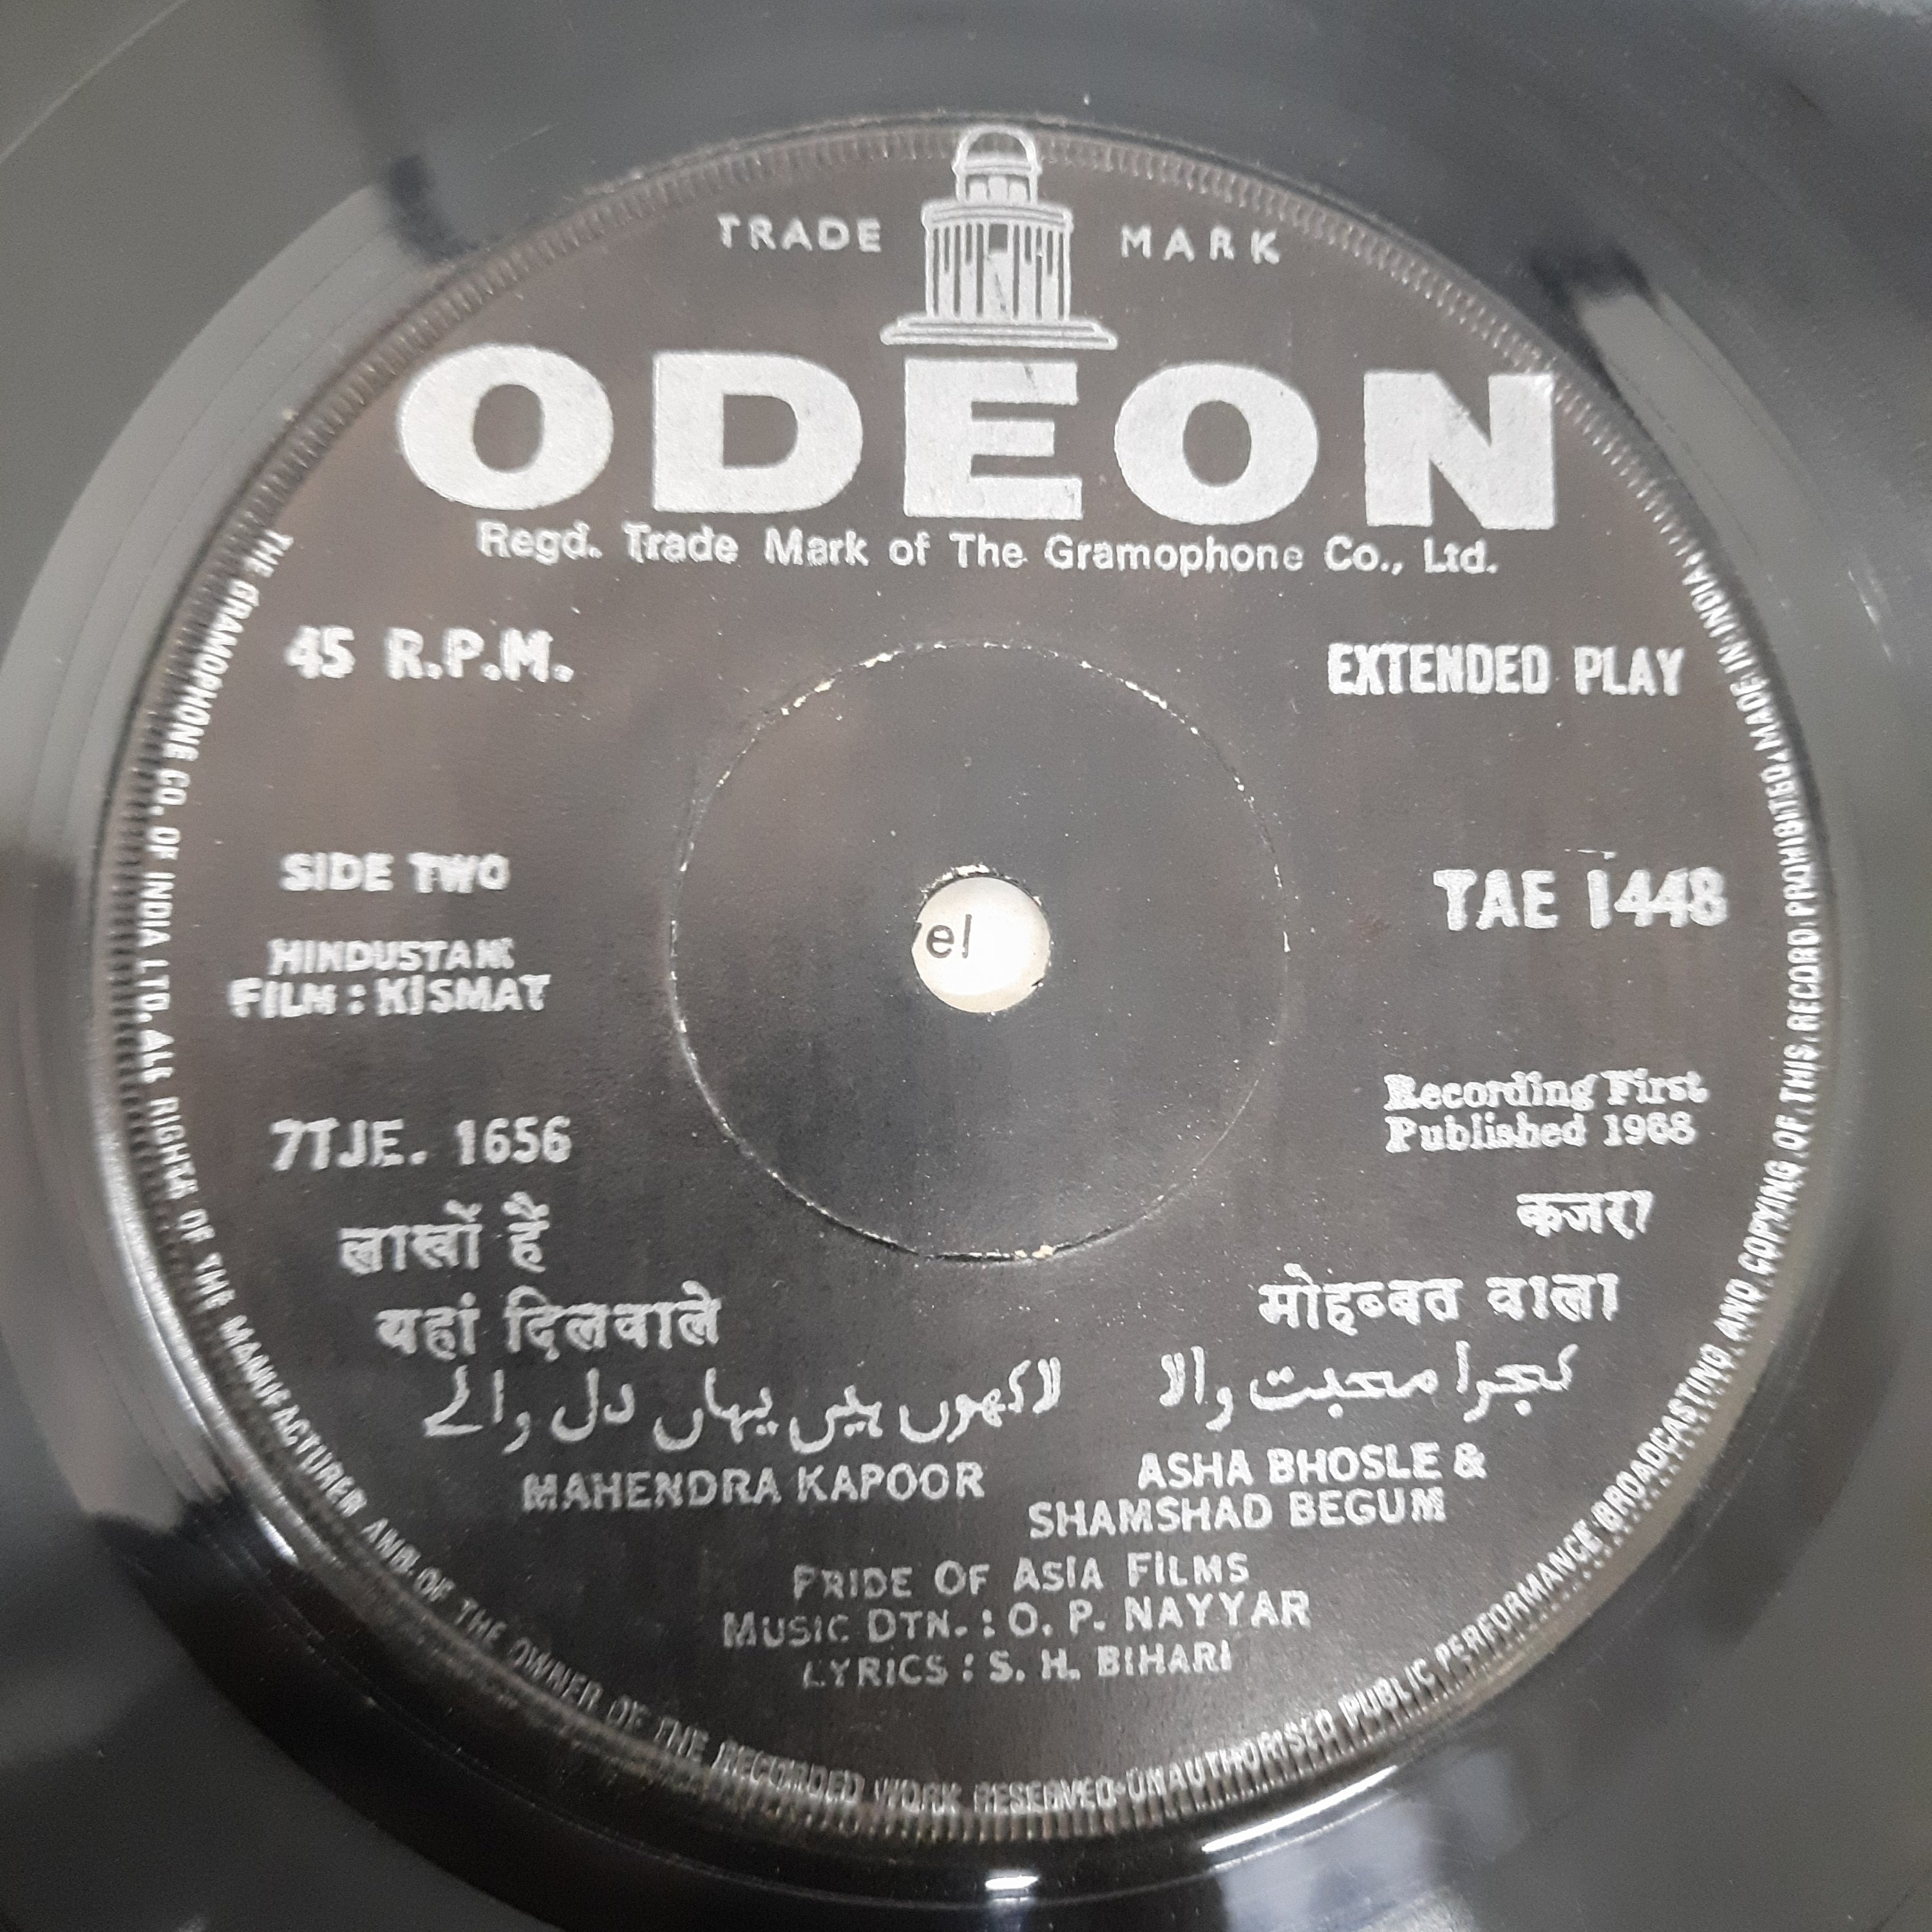 TRADE MARK
ODEON
Regd. Trade Mark of The Gramophone Co., Ltd.
45 R.P.M.
EXTENDED PLAY
SIDE TWO
TAE 1448
HINDUSTANI
FILM : KISMAT
7TJE. 1656
Recording First
Published 1968
लाखों हैं
यहां दिलवाले
لاکھوں ہیں یہاں دل والے
MAHENDRA KAPOOR
कजरा
मोहब्बत वाला
کجرا محبت والا
ASHA BHOSLE &
SHAMSHAD BEGUM
PRIDE OF ASIA FILMS
MUSIC DTN. : O. P. NAYYAR
LYRICS : S. H. BIHARI
THE GRAMOPHONE CO. OF INDIA LTD. ALL RIGHTS OF THE MANUFACTURER AND OF THE OWNER OF THE RECORDED WORK RESERVED-UNAUTHORISED PUBLIC PERFORMANCE BROADCASTING AND COPYING OF THIS RECORD PROHIBITED. MADE IN INDIA
el